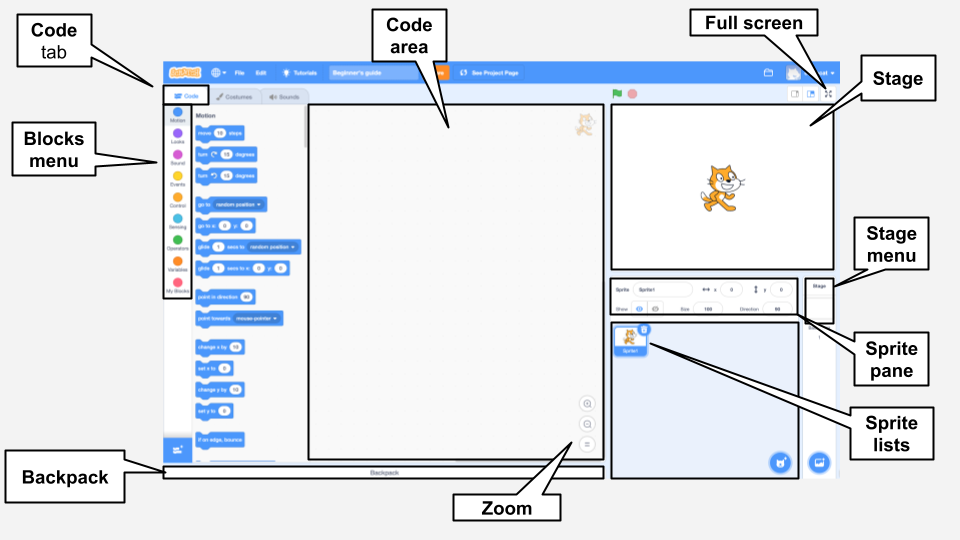 Code
tab
Code
area
Full screen
Stage
SCRATCH
File
Edit
Tutorials
Beginner's guide
See Project Page
Code
Costumes
Sounds
Blocks
menu
Motion
Looks
Sound
Events
Control
Sensing
Operators
Variables
My Blocks
Motion
move 10 steps
turn 15 degrees
turn 15 degrees
go to random position
go to x: 0 y: 0
glide 1 secs to random position
glide 1 secs to x: 0 y: 0
point in direction 90
point towards mouse-pointer
change x by 10
set x to 0
change y by 10
set y to 0
if on edge, bounce
Stage
menu
Sprite Sprite1 x 0 y 0
Show Size 100 Direction 90
Stage
1
Sprite1
Sprite
pane
Sprite
lists
Backpack
Backpack
Zoom